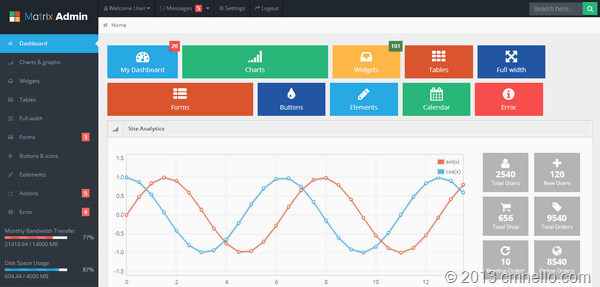 Matrix Admin
Welcome User
Messages 5
Settings
Logout
Search here...
Dashboard
Charts & graphs
Widgets
Tables
Full width
Forms 3
Buttons & icons
Eelements
Addons 5
Error 4
Monthly Bandwidth Transfer
77%
21419.94 / 14000 MB
Disk Space Usage
87%
604.44 / 4000 MB
Home
20
My Dashboard
Charts
101
Widgets
Tables
Full width
Forms
Buttons
Elements
Calendar
Error
Site Analytics
1.5
1.0
0.5
0.0
-0.5
-1.0
-1.5
0 2 4 6 8 10 12
sin(x)
cos(x)
2540
Total Users
120
New Users
656
Total Shop
9540
Total Orders
10
Pending Orders
8540
Online Orders
© 2013 cmhello.com